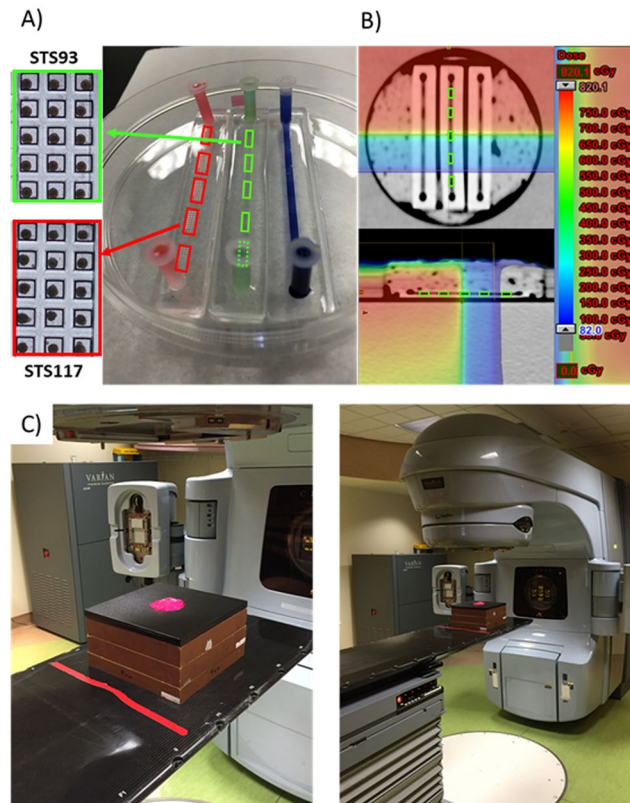 A)
STS93
STS117
B)
Dose
820.1 cGy
820.1
750.0 cGy
700.0 cGy
650.0 cGy
600.0 cGy
550.0 cGy
500.0 cGy
450.0 cGy
400.0 cGy
350.0 cGy
300.0 cGy
250.0 cGy
200.0 cGy
150.0 cGy
100.0 cGy
82.0
0.0 cGy
C)
VARIAN